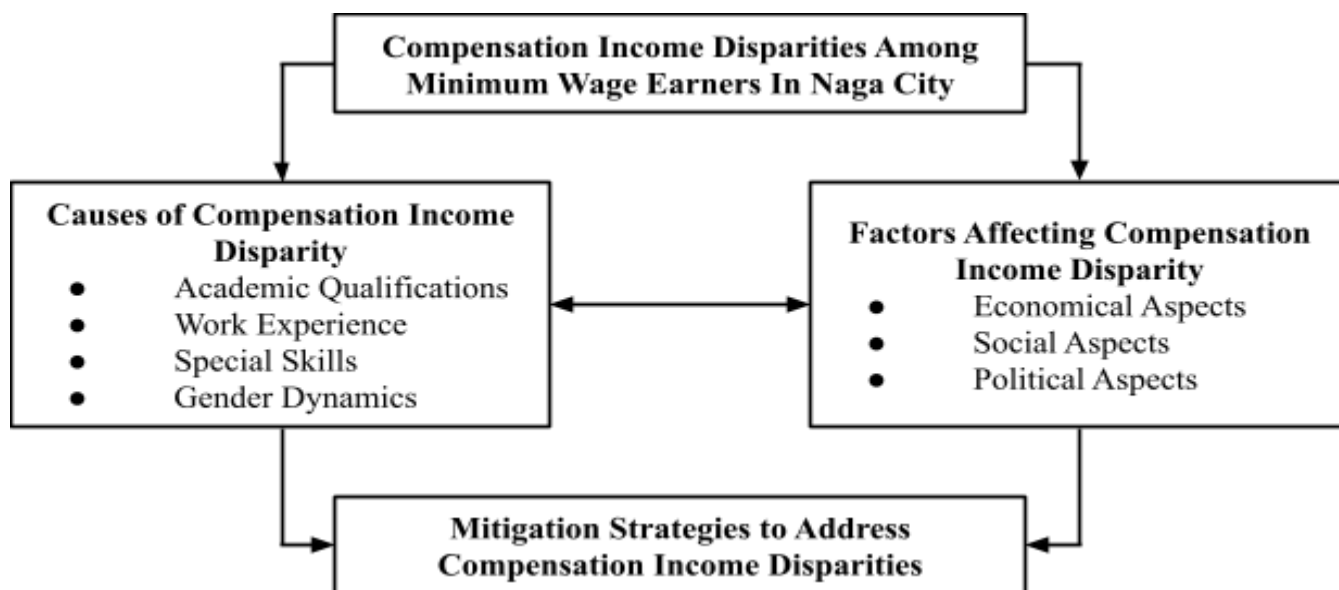 Compensation Income Disparities Among
Minimum Wage Earners In Naga City
Causes of Compensation Income
Disparity
● Academic Qualifications
● Work Experience
● Special Skills
● Gender Dynamics
Factors Affecting Compensation
Income Disparity
● Economical Aspects
● Social Aspects
● Political Aspects
Mitigation Strategies to Address
Compensation Income Disparities